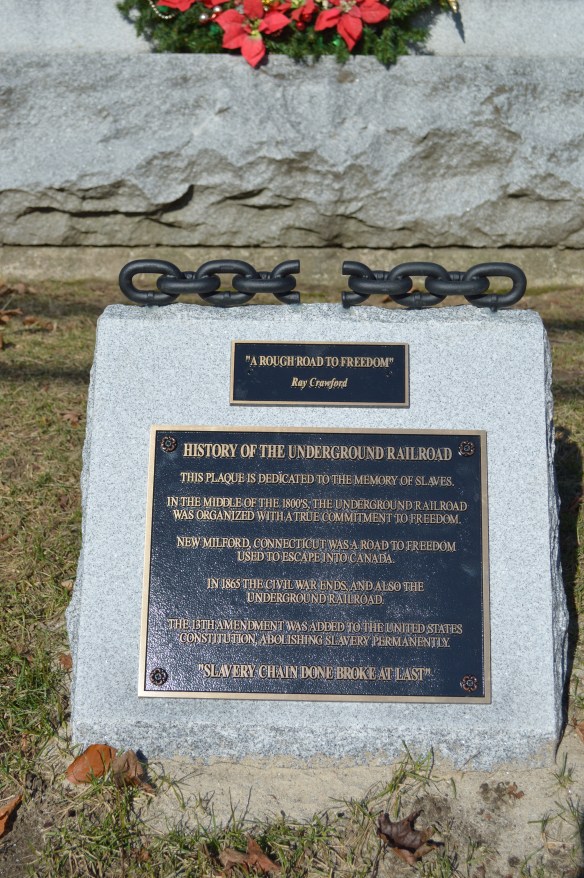 "A ROUGH ROAD TO FREEDOM"
Ray Crawford
HISTORY OF THE UNDERGROUND RAILROAD
THIS PLAQUE IS DEDICATED TO THE MEMORY OF SLAVES.
IN THE MIDDLE OF THE 1800'S, THE UNDERGROUND RAILROAD
WAS ORGANIZED WITH A TRUE COMMITMENT TO FREEDOM.
NEW MILFORD, CONNECTICUT WAS A ROAD TO FREEDOM
USED TO ESCAPE INTO CANADA.
IN 1865 THE CIVIL WAR ENDS, AND ALSO THE
UNDERGROUND RAILROAD.
THE 13TH AMENDMENT WAS ADDED TO THE UNITED STATES
CONSTITUTION, ABOLISHING SLAVERY PERMANENTLY.
"SLAVERY CHAIN DONE BROKE AT LAST"